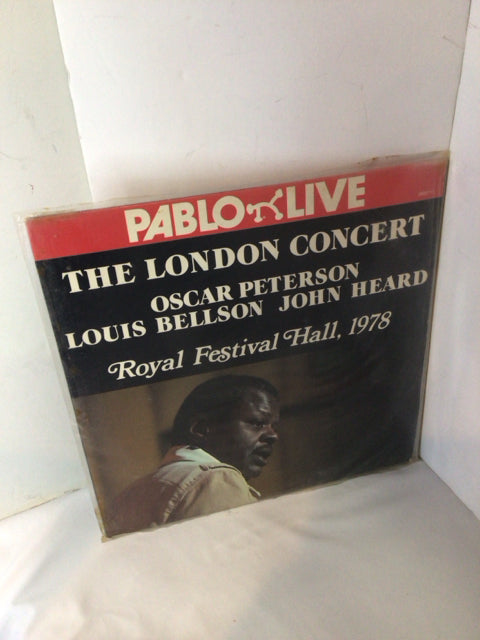 PABLO LIVE
THE LONDON CONCERT
OSCAR PETERSON
LOUIS BELLSON JOHN HEARD
Royal Festival Hall, 1978